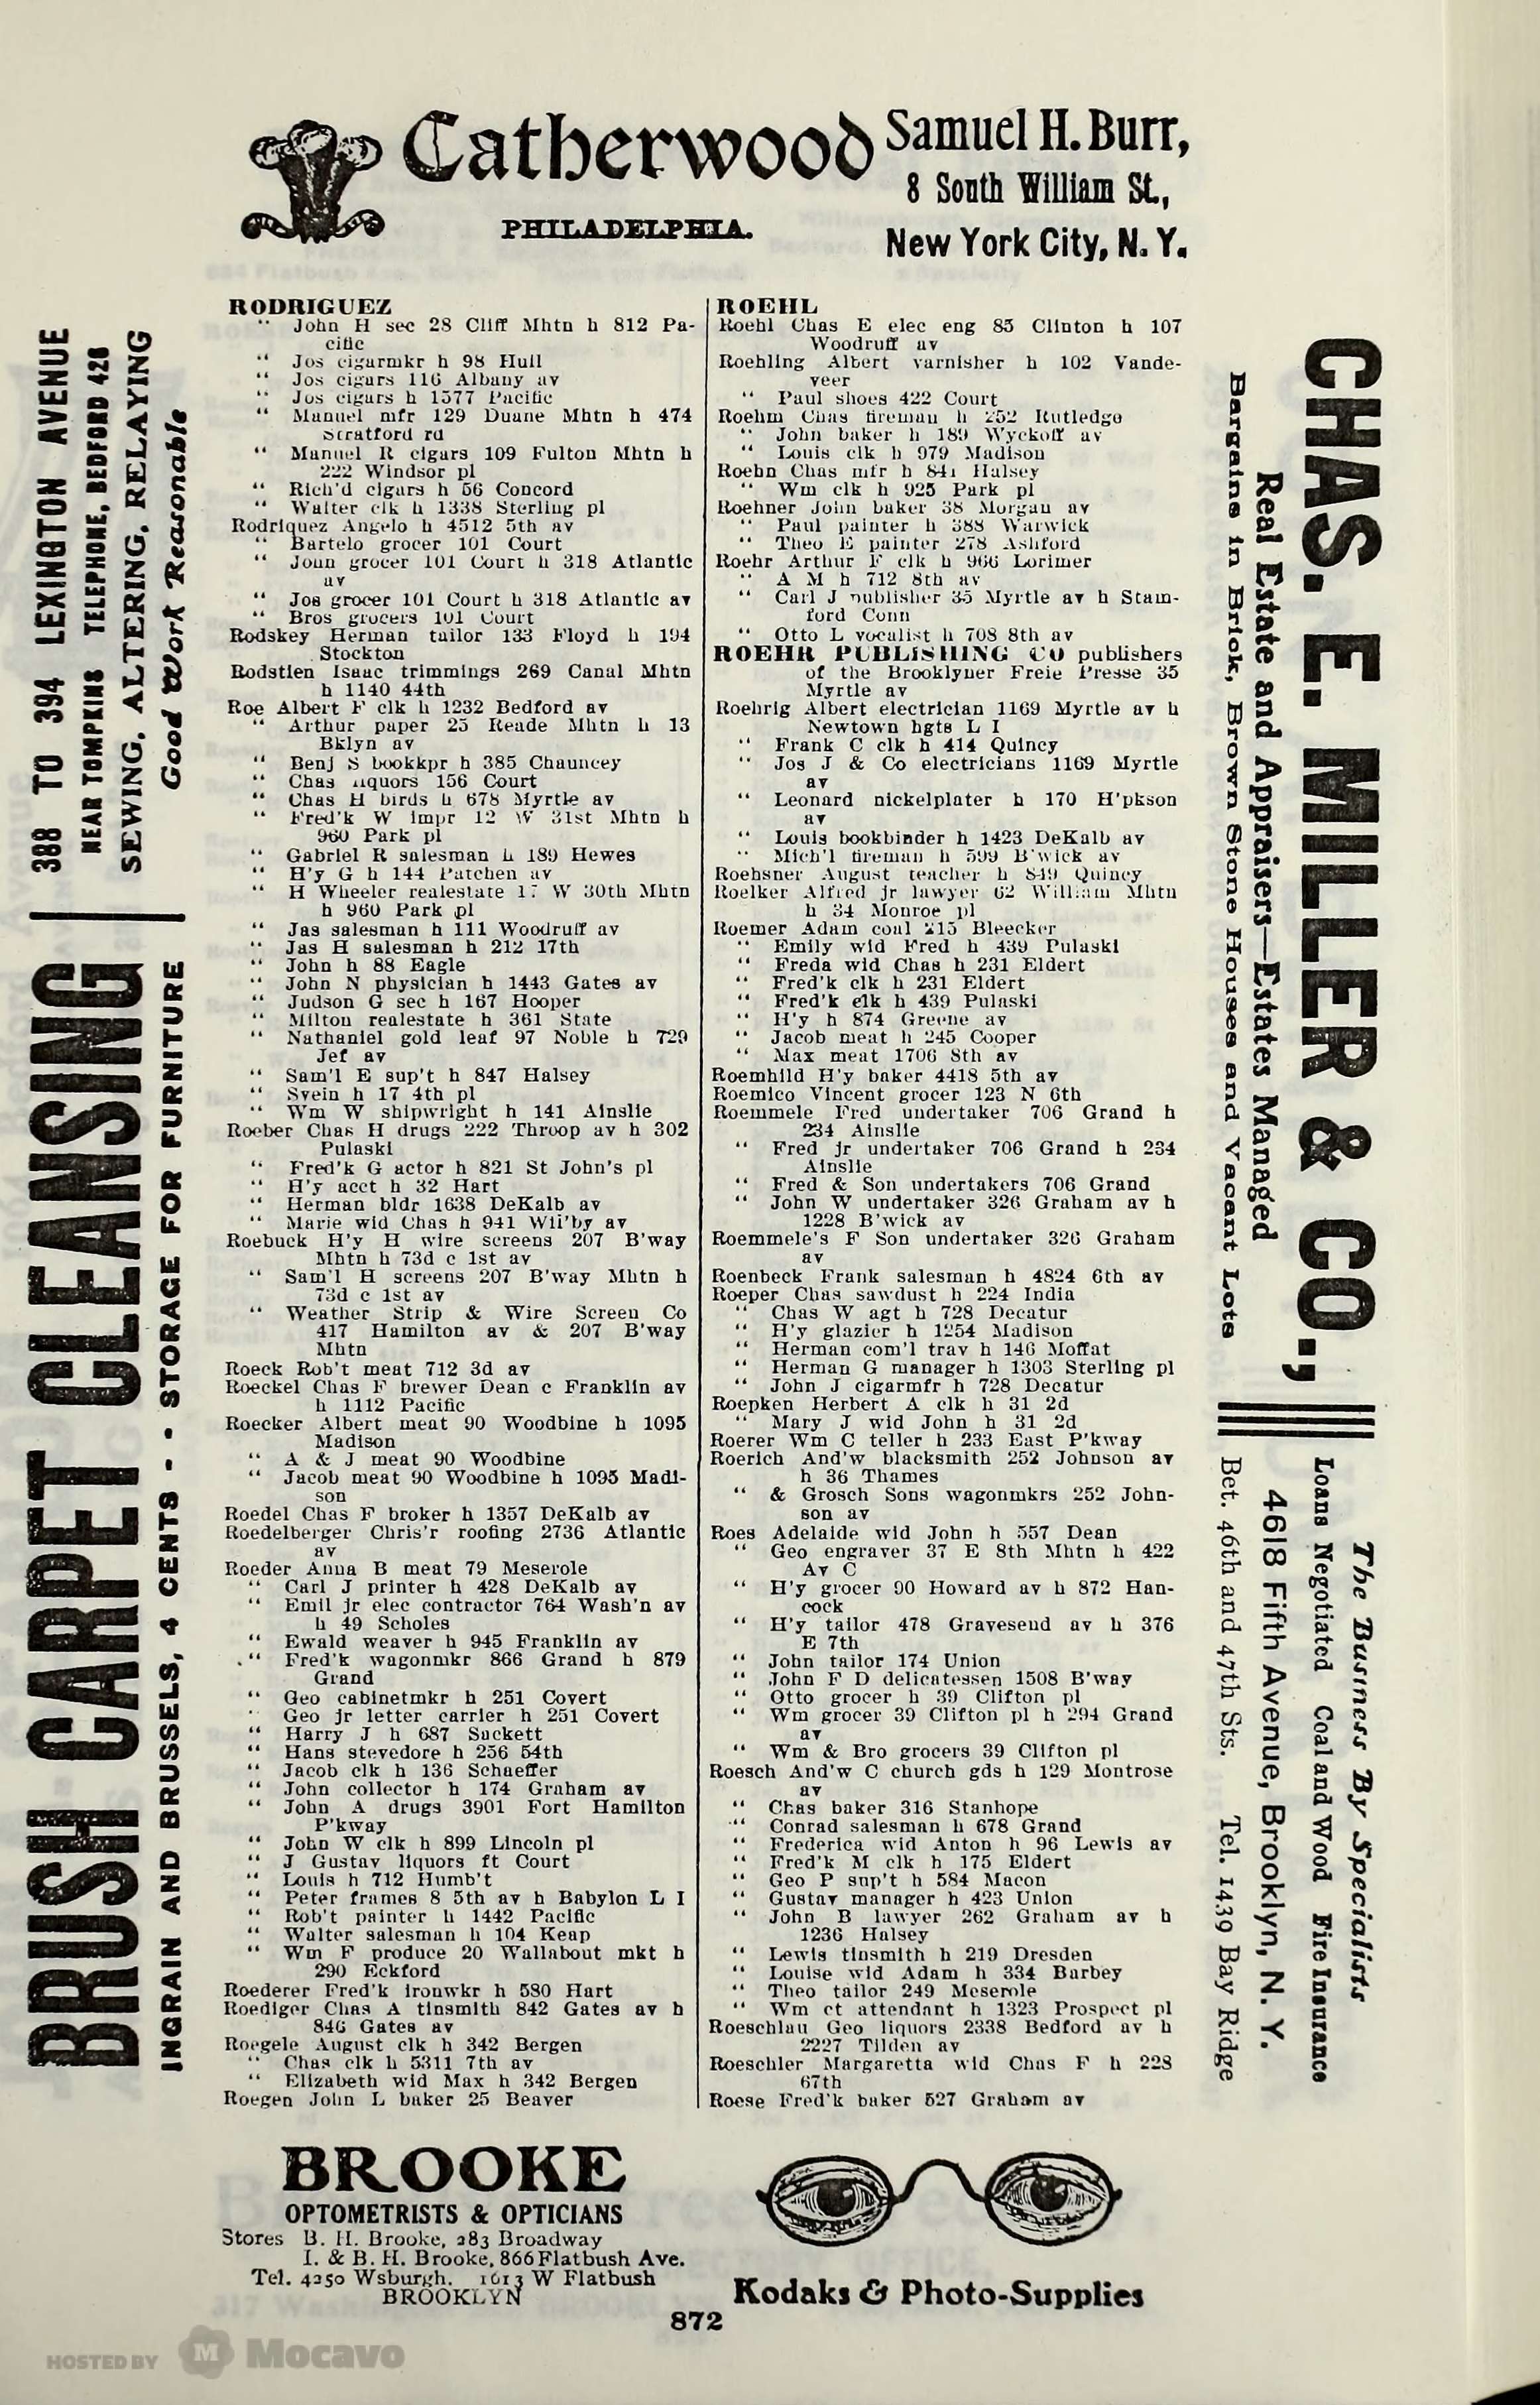 Catherwood
PHILADELPHIA.
Samuel H. Burr,
8 South William St.,
New York City, N. Y.
388 TO 394 LEXINGTON AVENUE
NEAR TOMPKINS TELEPHONE, BEDFORD 426
SEWING, ALTERING, RELAYING
Good Work Reasonable
BRUSH CARPET CLEANSING
INGRAIN AND BRUSSELS, 4 CENTS - STORAGE FOR FURNITURE
RODRIGUEZ
" John H sec 28 Cliff Mhtn h 812 Pa-
cific
" Jos cigarmkr h 98 Hull
" Jos cigars 116 Albany av
" Jos cigars h 1577 Pacific
" Manuel mfr 129 Duane Mhtn h 474
Stratford rd
" Manuel R cigars 109 Fulton Mhtn h
222 Windsor pl
" Rich'd cigars h 56 Concord
" Walter clk h 1338 Sterling pl
Rodriquez Angelo h 4512 5th av
" Bartelo grocer 101 Court
" John grocer 101 Court h 318 Atlantic
av
" Jos grocer 101 Court h 318 Atlantic av
" Bros grocers 101 Court
Rodskey Herman tailor 133 Floyd h 194
Stockton
Rodstien Isaac trimmings 269 Canal Mhtn
h 1140 44th
Roe Albert F clk h 1232 Bedford av
" Arthur paper 25 Reade Mhtn h 13
Bklyn av
" Benj S bookkpr h 385 Chauncey
" Chas liquors 156 Court
" Chas H birds h 678 Myrtle av
" Fred'k W impr 12 W 31st Mhtn h
960 Park pl
" Gabriel R salesman h 189 Hewes
" H'y G h 144 Patchen av
" H Wheeler realestate 17 W 30th Mhtn
h 960 Park pl
" Jas salesman h 111 Woodruff av
" Jas H salesman h 212 17th
" John h 88 Eagle
" John N physician h 1443 Gates av
" Judson G sec h 167 Hooper
" Milton realestate h 361 State
" Nathaniel gold leaf 97 Noble h 729
Jef av
" Sam'l E sup't h 847 Halsey
" Svein h 17 4th pl
" Wm W shipwright h 141 Ainslie
Roeber Chas H drugs 222 Throop av h 302
Pulaski
" Fred'k G actor h 821 St John's pl
" H'y acct h 32 Hart
" Herman bldr 1638 DeKalb av
" Marie wid Chas h 941 Wil'by av
Roebuck H'y H wire screens 207 B'way
Mhtn h 73d c 1st av
" Sam'l H screens 207 B'way Mhtn h
73d c 1st av
" Weather Strip & Wire Screen Co
417 Hamilton av & 207 B'way
Mhtn
Roeck Rob't meat 712 3d av
Roeckel Chas F brewer Dean c Franklin av
h 1112 Pacific
Roecker Albert meat 90 Woodbine h 1095
Madison
" A & J meat 90 Woodbine
" Jacob meat 90 Woodbine h 1095 Madi-
son
Roedel Chas F broker h 1357 DeKalb av
Roedelberger Chris'r roofing 2736 Atlantic
av
Roeder Anna B meat 79 Meserole
" Carl J printer h 428 DeKalb av
" Emil jr elec contractor 764 Wash'n av
h 49 Scholes
" Ewald weaver h 945 Franklin av
" Fred'k wagonmkr 866 Grand h 879
Grand
" Geo cabinetmkr h 251 Covert
" Geo jr letter carrier h 251 Covert
" Harry J h 687 Sackett
" Hans stevedore h 256 54th
" Jacob clk h 136 Schaeffer
" John collector h 174 Graham av
" John A drugs 3901 Fort Hamilton
P'kway
" John W clk h 899 Lincoln pl
" J Gustav liquors ft Court
" Louis h 712 Humb't
" Peter frames 8 5th av h Babylon L I
" Rob't painter h 1442 Pacific
" Walter salesman h 104 Keap
" Wm F produce 20 Wallabout mkt h
290 Eckford
Roederer Fred'k ironwkr h 580 Hart
Roediger Chas A tinsmith 842 Gates av h
846 Gates av
Roegele August clk h 342 Bergen
" Chas clk h 5311 7th av
" Elizabeth wid Max h 342 Bergen
Roegen John L baker 25 Beaver
ROEHL
Roehl Chas E elec eng 85 Clinton h 107
Woodruff av
Roehling Albert varnisher h 102 Vande-
veer
" Paul shoes 422 Court
Roehm Chas fireman h 252 Rutledge
" John baker h 189 Wyckoff av
" Louis clk h 979 Madison
Roehn Chas mfr h 841 Halsey
" Wm clk h 925 Park pl
Roehner John baker 38 Morgan av
" Paul painter h 388 Warwick
" Theo E painter 278 Ashford
Roehr Arthur F clk h 966 Lorimer
" A M h 712 8th av
" Carl J publisher 35 Myrtle av h Stam-
ford Conn
" Otto L vocalist h 708 8th av
ROEHR PUBLISHING CO publishers
of the Brooklyner Freie Presse 35
Myrtle av
Roehrig Albert electrician 1169 Myrtle av h
Newtown hgts L I
" Frank C clk h 414 Quincy
" Jos J & Co electricians 1169 Myrtle
av
" Leonard nickelplater h 170 H'pkson
av
" Louis bookbinder h 1423 DeKalb av
" Mich'l fireman h 599 B'wick av
Roehsner August teacher h 849 Quincy
Roelker Alfred jr lawyer 62 William Mhtn
h 34 Monroe pl
Roemer Adam coal 215 Bleecker
" Emily wid Fred h 439 Pulaski
" Freda wid Chas h 231 Eldert
" Fred'k clk h 231 Eldert
" Fred'k clk h 439 Pulaski
" H'y h 874 Greene av
" Jacob meat h 245 Cooper
" Max meat 1706 8th av
Roemhild H'y baker 4418 5th av
Roemico Vincent grocer 123 N 6th
Roemmele Fred undertaker 706 Grand h
234 Ainslie
" Fred jr undertaker 706 Grand h 234
Ainslie
" Fred & Son undertakers 706 Grand
" John W undertaker 326 Graham av h
1228 B'wick av
Roemmele's F Son undertaker 326 Graham
av
Roenbeck Frank salesman h 4824 6th av
Roeper Chas sawdust h 224 India
" Chas W agt h 728 Decatur
" H'y glazier h 1254 Madison
" Herman com'l trav h 146 Moffat
" Herman G manager h 1303 Sterling pl
" John J cigarmfr h 728 Decatur
Roepken Herbert A clk h 31 2d
" Mary J wid John h 31 2d
Roerer Wm C teller h 233 East P'kway
Roerich And'w blacksmith 252 Johnson av
h 36 Thames
" & Grosch Sons wagonmkrs 252 John-
son av
Roes Adelaide wid John h 557 Dean
" Geo engraver 37 E 8th Mhtn h 422
Av C
" H'y grocer 90 Howard av h 872 Han-
cock
" H'y tailor 478 Gravesend av h 376
E 7th
" John tailor 174 Union
" John F D delicatessen 1508 B'way
" Otto grocer h 39 Clifton pl
" Wm grocer 39 Clifton pl h 294 Grand
av
" Wm & Bro grocers 39 Clifton pl
Roesch And'w C church gds h 129 Montrose
av
" Chas baker 316 Stanhope
" Conrad salesman h 678 Grand
" Frederica wid Anton h 96 Lewis av
" Fred'k M clk h 175 Eldert
" Geo P sup't h 584 Macon
" Gustav manager h 423 Union
" John B lawyer 262 Graham av h
1236 Halsey
" Lewis tinsmith h 219 Dresden
" Louise wid Adam h 334 Barbey
" Theo tailor 249 Meserole
" Wm ct attendant h 1323 Prospect pl
Roeschlau Geo liquors 2338 Bedford av h
2227 Tilden av
Roeschler Margaretta wid Chas F h 228
67th
Roese Fred'k baker 527 Graham av
CHAS. E. MILLER & CO.,
Real Estate and Appraisers—Estates Managed
Bargains in Brick, Brown Stone Houses and Vacant Lots
The Business By Specialists
Loans Negotiated Coal and Wood Fire Insurance
4618 Fifth Avenue, Brooklyn, N. Y.
Bet. 46th and 47th Sts. Tel. 1439 Bay Ridge
BROOKE
OPTOMETRISTS & OPTICIANS
Stores B. H. Brooke, 283 Broadway
I. & B. H. Brooke, 866 Flatbush Ave.
Tel. 4250 Wsburgh. 1613 W Flatbush
BROOKLYN
Kodaks & Photo-Supplies
872
HOSTED BY M Mocavo